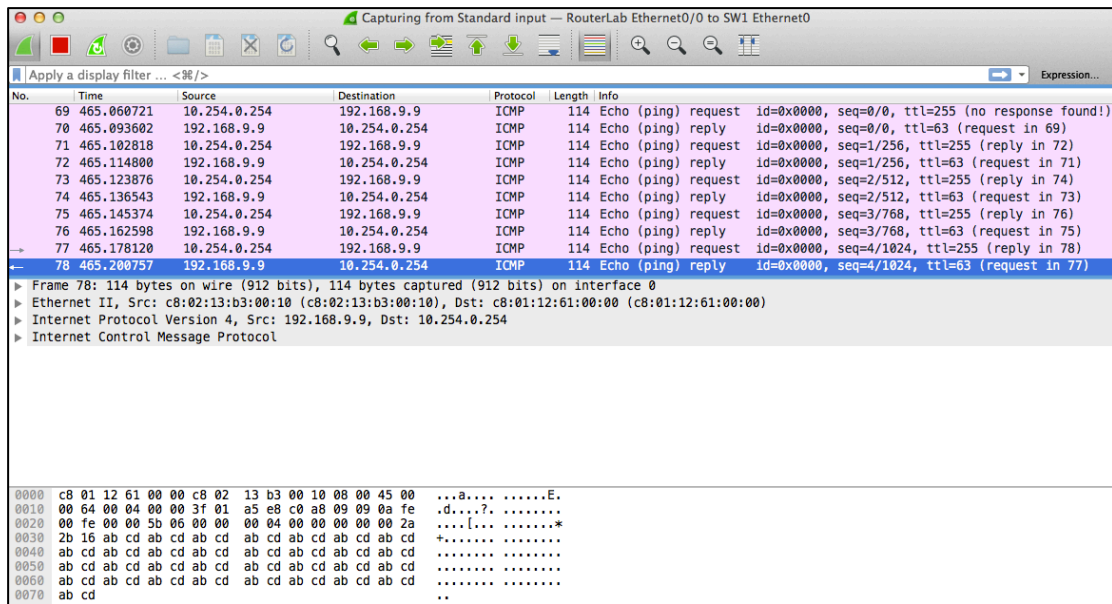 Capturing from Standard input — RouterLab Ethernet0/0 to SW1 Ethernet0
Apply a display filter ... <⌘/> Expression...
No. Time Source Destination Protocol Length Info
69 465.060721 10.254.0.254 192.168.9.9 ICMP 114 Echo (ping) request id=0x0000, seq=0/0, ttl=255 (no response found!)
70 465.093602 192.168.9.9 10.254.0.254 ICMP 114 Echo (ping) reply id=0x0000, seq=0/0, ttl=63 (request in 69)
71 465.102818 10.254.0.254 192.168.9.9 ICMP 114 Echo (ping) request id=0x0000, seq=1/256, ttl=255 (reply in 72)
72 465.114800 192.168.9.9 10.254.0.254 ICMP 114 Echo (ping) reply id=0x0000, seq=1/256, ttl=63 (request in 71)
73 465.123876 10.254.0.254 192.168.9.9 ICMP 114 Echo (ping) request id=0x0000, seq=2/512, ttl=255 (reply in 74)
74 465.136543 192.168.9.9 10.254.0.254 ICMP 114 Echo (ping) reply id=0x0000, seq=2/512, ttl=63 (request in 73)
75 465.145374 10.254.0.254 192.168.9.9 ICMP 114 Echo (ping) request id=0x0000, seq=3/768, ttl=255 (reply in 76)
76 465.162598 192.168.9.9 10.254.0.254 ICMP 114 Echo (ping) reply id=0x0000, seq=3/768, ttl=63 (request in 75)
77 465.178120 10.254.0.254 192.168.9.9 ICMP 114 Echo (ping) request id=0x0000, seq=4/1024, ttl=255 (reply in 78)
78 465.200757 192.168.9.9 10.254.0.254 ICMP 114 Echo (ping) reply id=0x0000, seq=4/1024, ttl=63 (request in 77)
Frame 78: 114 bytes on wire (912 bits), 114 bytes captured (912 bits) on interface 0
Ethernet II, Src: c8:02:13:b3:00:10 (c8:02:13:b3:00:10), Dst: c8:01:12:61:00:00 (c8:01:12:61:00:00)
Internet Protocol Version 4, Src: 192.168.9.9, Dst: 10.254.0.254
Internet Control Message Protocol
0000 c8 01 12 61 00 00 c8 02 13 b3 00 10 08 00 45 00 ...a.... ......E.
0010 00 64 00 04 00 00 3f 01 a5 e8 c0 a8 09 09 0a fe .d....?. ........
0020 00 fe 00 00 5b 06 00 00 00 04 00 00 00 00 00 2a ....[... .......*
0030 2b 16 ab cd ab cd ab cd ab cd ab cd ab cd ab cd +....... ........
0040 ab cd ab cd ab cd ab cd ab cd ab cd ab cd ab cd ........ ........
0050 ab cd ab cd ab cd ab cd ab cd ab cd ab cd ab cd ........ ........
0060 ab cd ab cd ab cd ab cd ab cd ab cd ab cd ab cd ........ ........
0070 ab cd ..